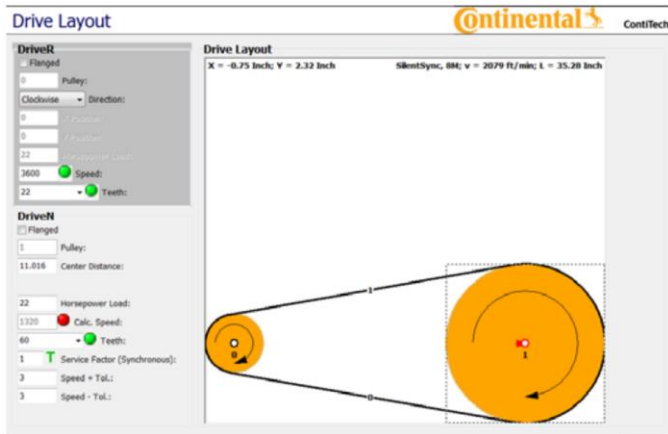 Drive Layout
Continental
ContiTech
DriveR
Flanged
0 Pulley:
Clockwise Direction:
0
0
22 Horsepower Load:
3600 Speed:
22 Teeth:
DriveN
Flanged
1 Pulley:
11.016 Center Distance:
22 Horsepower Load:
1320 Calc. Speed:
60 Teeth:
1 T Service Factor (Synchronous):
3 Speed + Tol.:
3 Speed - Tol.:
Drive Layout
X = -0.75 Inch; Y = 2.32 Inch
SilentSync, 8M; v = 2079 ft/min; L = 35.28 Inch
1
0
1
0